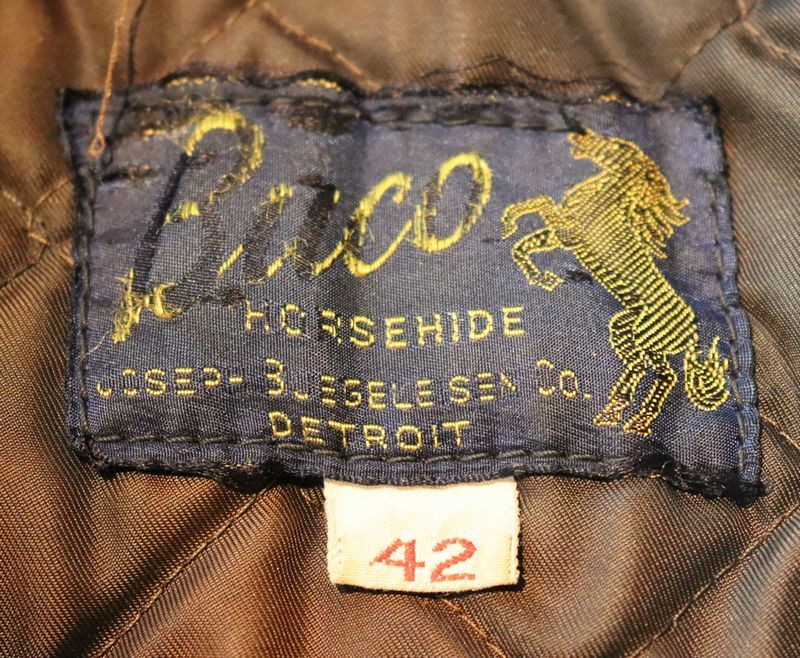 Buco
HORSEHIDE
JOSEPH BUEGELEISEN CO.
DETROIT
42